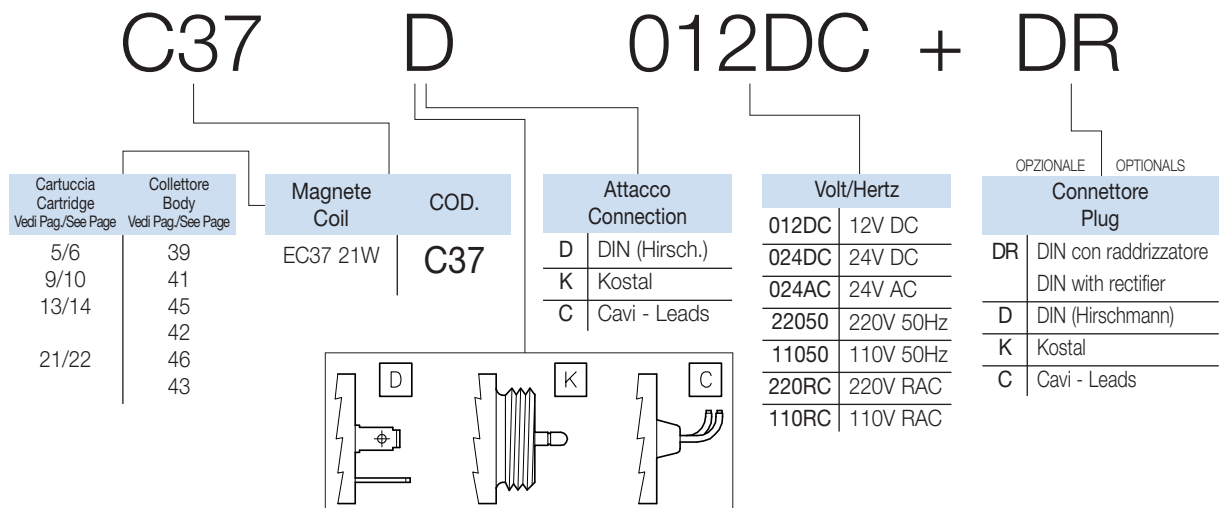 C37 D 012DC + DR
OPZIONALE OPTIONALS
Cartuccia
Cartridge
Vedi Pag./See Page
Collettore
Body
Vedi Pag./See Page
5/6 39
9/10 41
13/14 45
42
21/22 46
43
Magnete
Coil
COD.
EC37 21W C37
Attacco
Connection
D DIN (Hirsch.)
K Kostal
C Cavi - Leads
Volt/Hertz
012DC 12V DC
024DC 24V DC
024AC 24V AC
22050 220V 50Hz
11050 110V 50Hz
220RC 220V RAC
110RC 110V RAC
Connettore
Plug
DR DIN con raddrizzatore
DIN with rectifier
D DIN (Hirschmann)
K Kostal
C Cavi - Leads
D K C